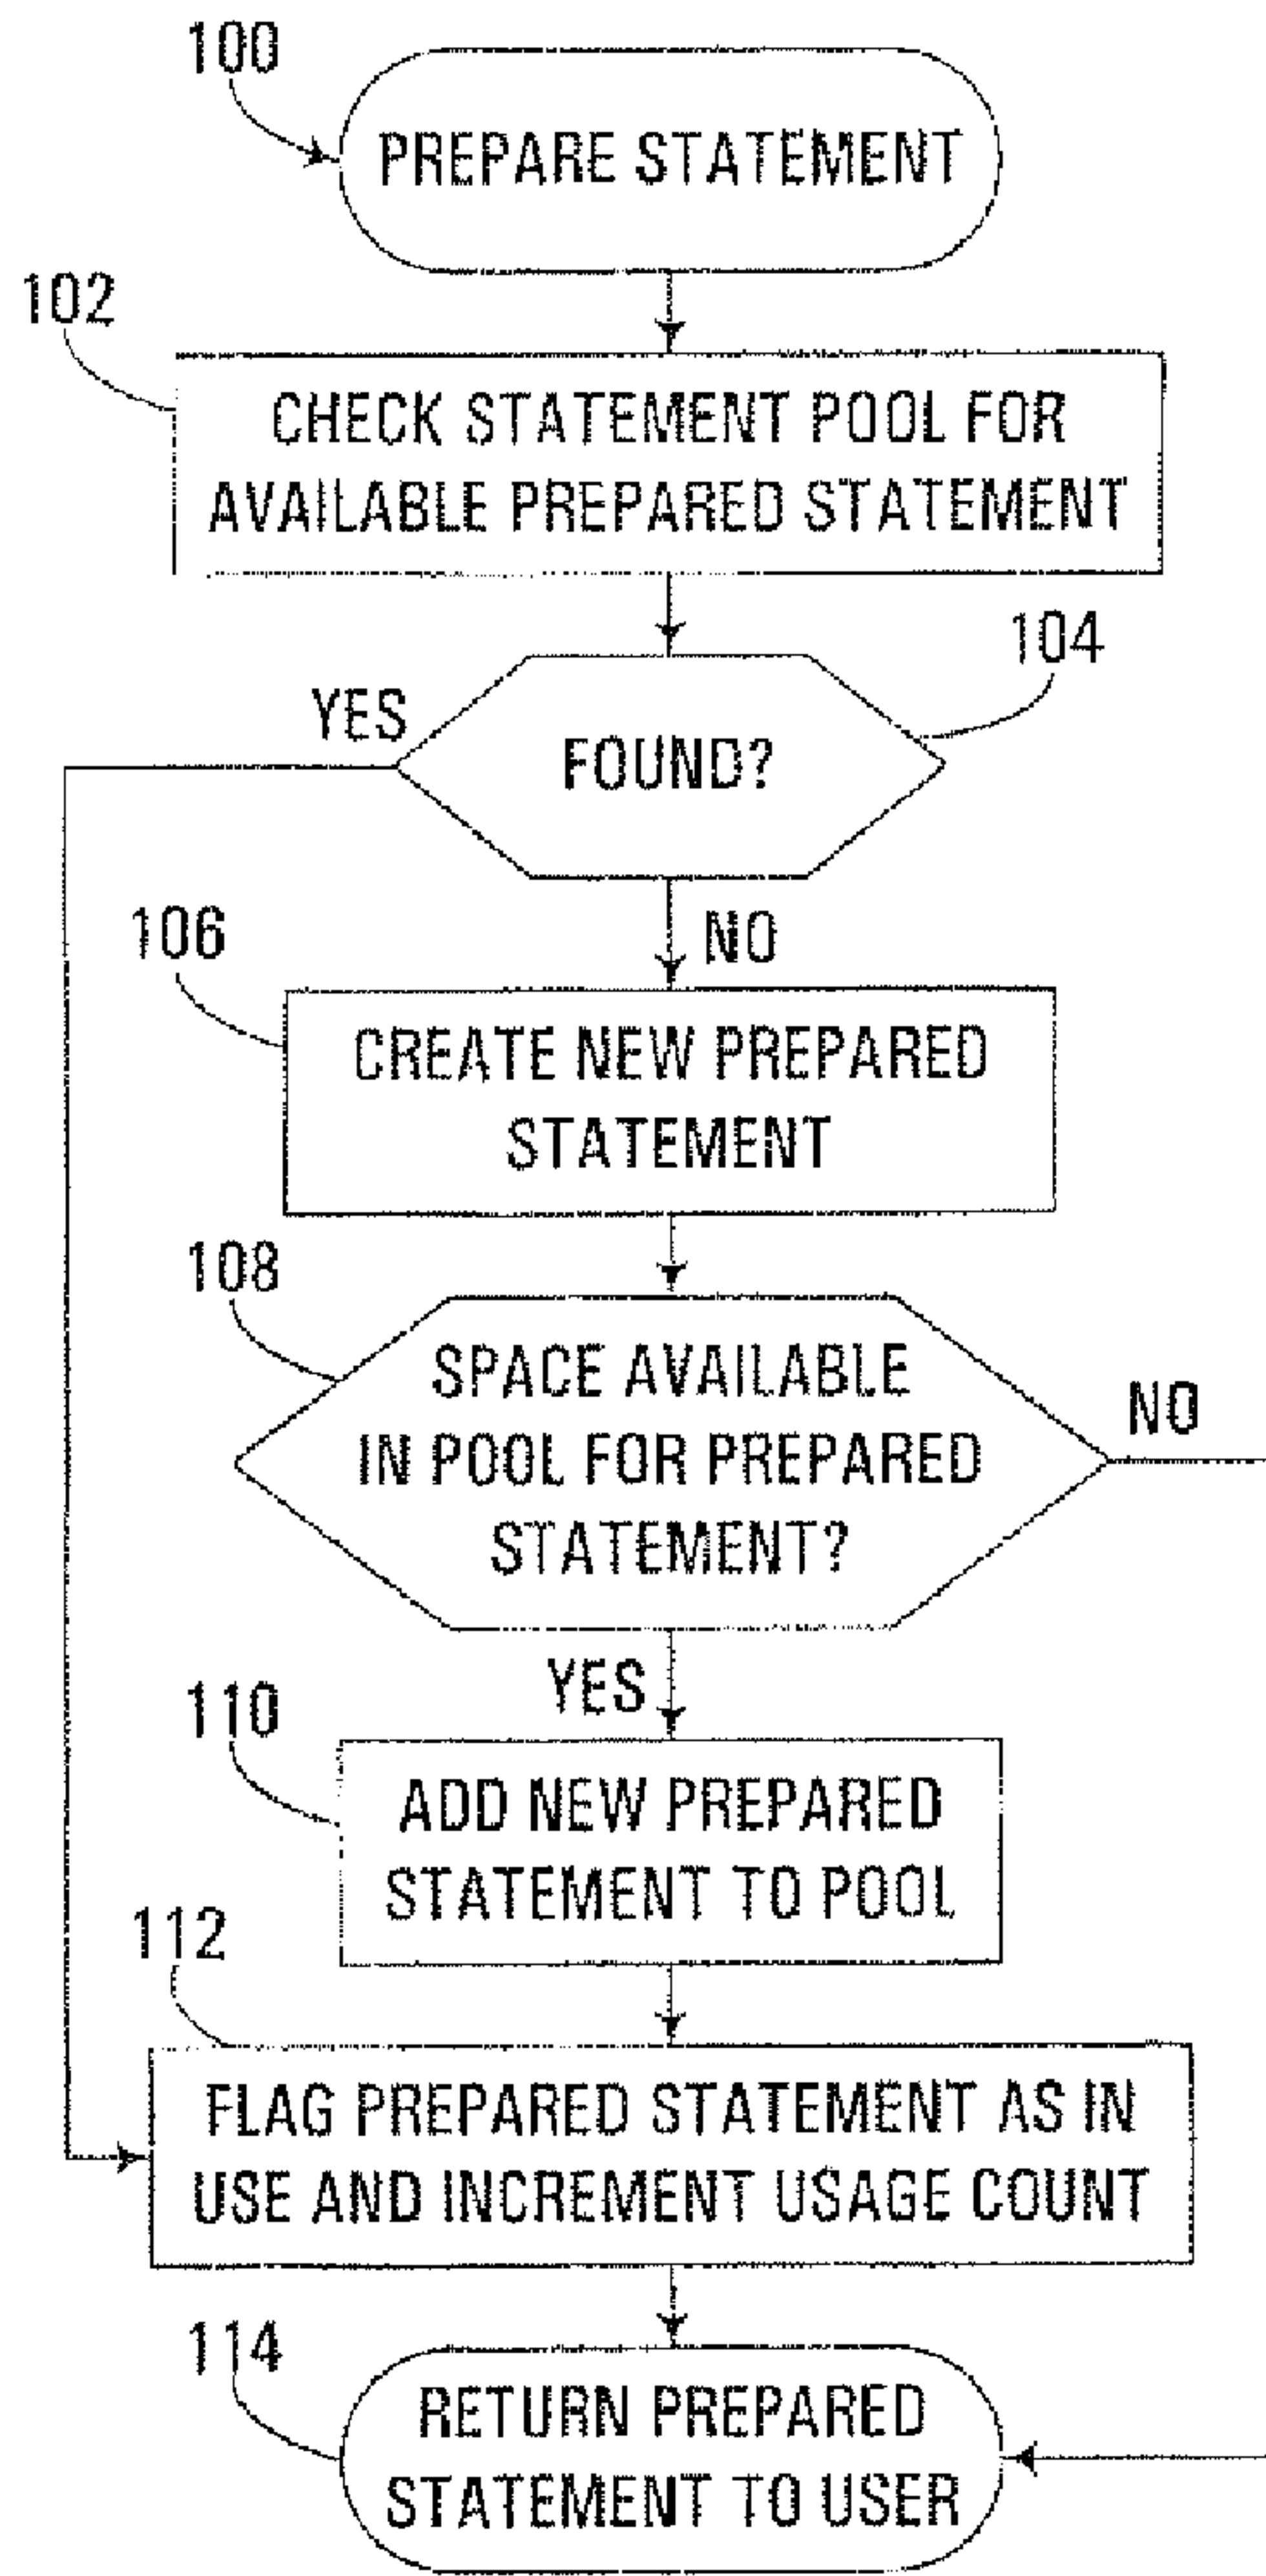 100
PREPARE STATEMENT
102
CHECK STATEMENT POOL FOR
AVAILABLE PREPARED STATEMENT
104
YES
FOUND?
NO
106
CREATE NEW PREPARED
STATEMENT
108
SPACE AVAILABLE
IN POOL FOR PREPARED
STATEMENT?
NO
YES
110
ADD NEW PREPARED
STATEMENT TO POOL
112
FLAG PREPARED STATEMENT AS IN
USE AND INCREMENT USAGE COUNT
114
RETURN PREPARED
STATEMENT TO USER